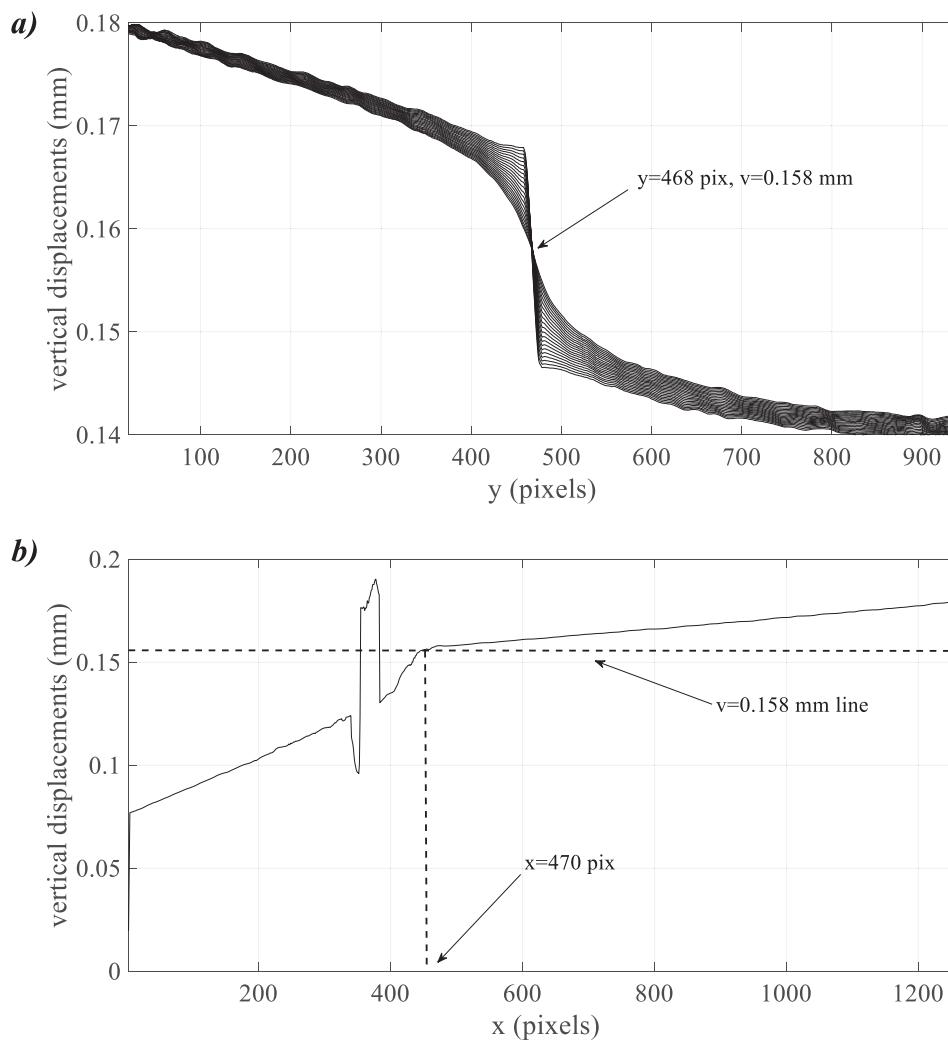 a)
0.18
0.17
0.16
0.15
0.14
vertical displacements (mm)
y=468 pix, v=0.158 mm
100 200 300 400 500 600 700 800 900
y (pixels)
b)
0.2
0.15
0.1
0.05
0
vertical displacements (mm)
v=0.158 mm line
x=470 pix
200 400 600 800 1000 1200
x (pixels)